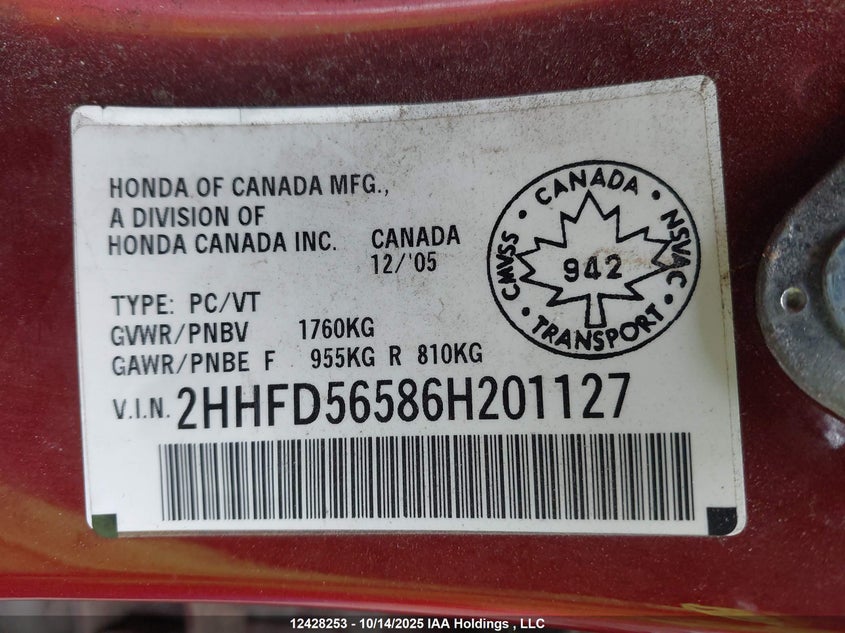 HONDA OF CANADA MFG.,
A DIVISION OF
HONDA CANADA INC. CANADA
12/'05
TYPE: PC/VT
GVWR/PNBV 1760KG
GAWR/PNBE F 955KG R 810KG
V.I.N. 2HHFD56586H201127
CANADA
CMVSS
942
NSVAC
TRANSPORT
12428253 - 10/14/2025 IAA Holdings , LLC